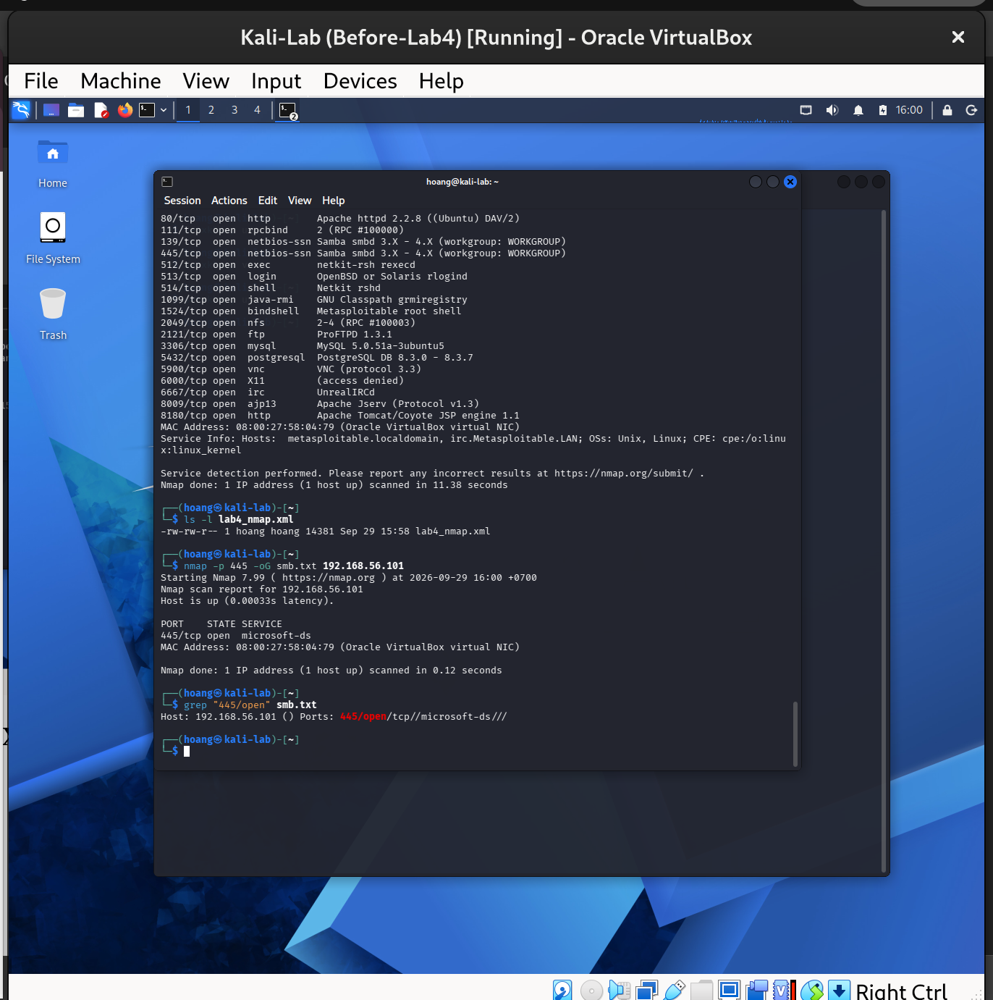 Kali-Lab (Before-Lab4) [Running] - Oracle VirtualBox
File Machine View Input Devices Help
1 2 3 4 2 16:00
Home
File System
Trash
hoang@kali-lab: ~
Session Actions Edit View Help
80/tcp open http Apache httpd 2.2.8 ((Ubuntu) DAV/2)
111/tcp open rpcbind 2 (RPC #100000)
139/tcp open netbios-ssn Samba smbd 3.X - 4.X (workgroup: WORKGROUP)
445/tcp open netbios-ssn Samba smbd 3.X - 4.X (workgroup: WORKGROUP)
512/tcp open exec netkit-rsh rexecd
513/tcp open login OpenBSD or Solaris rlogind
514/tcp open shell Netkit rshd
1099/tcp open java-rmi GNU Classpath grmiregistry
1524/tcp open bindshell Metasploitable root shell
2049/tcp open nfs 2-4 (RPC #100003)
2121/tcp open ftp ProFTPD 1.3.1
3306/tcp open mysql MySQL 5.0.51a-3ubuntu5
5432/tcp open postgresql PostgreSQL DB 8.3.0 - 8.3.7
5900/tcp open vnc VNC (protocol 3.3)
6000/tcp open X11 (access denied)
6667/tcp open irc UnrealIRCd
8009/tcp open ajp13 Apache Jserv (Protocol v1.3)
8180/tcp open http Apache Tomcat/Coyote JSP engine 1.1
MAC Address: 08:00:27:58:04:79 (Oracle VirtualBox virtual NIC)
Service Info: Hosts:  metasploitable.localdomain, irc.Metasploitable.LAN; OSs: Unix, Linux; CPE: cpe:/o:linu
x:linux_kernel
Service detection performed. Please report any incorrect results at https://nmap.org/submit/ .
Nmap done: 1 IP address (1 host up) scanned in 11.38 seconds
┌──(hoang㉿kali-lab)-[~]
└─$ ls -l lab4_nmap.xml
-rw-rw-r-- 1 hoang hoang 14381 Sep 29 15:58 lab4_nmap.xml
┌──(hoang㉿kali-lab)-[~]
└─$ nmap -p 445 -oG smb.txt 192.168.56.101
Starting Nmap 7.99 ( https://nmap.org ) at 2026-09-29 16:00 +0700
Nmap scan report for 192.168.56.101
Host is up (0.00033s latency).
PORT STATE SERVICE
445/tcp open microsoft-ds
MAC Address: 08:00:27:58:04:79 (Oracle VirtualBox virtual NIC)
Nmap done: 1 IP address (1 host up) scanned in 0.12 seconds
┌──(hoang㉿kali-lab)-[~]
└─$ grep "445/open" smb.txt
Host: 192.168.56.101 () Ports: 445/open/tcp//microsoft-ds///
┌──(hoang㉿kali-lab)-[~]
└─$
Right Ctrl